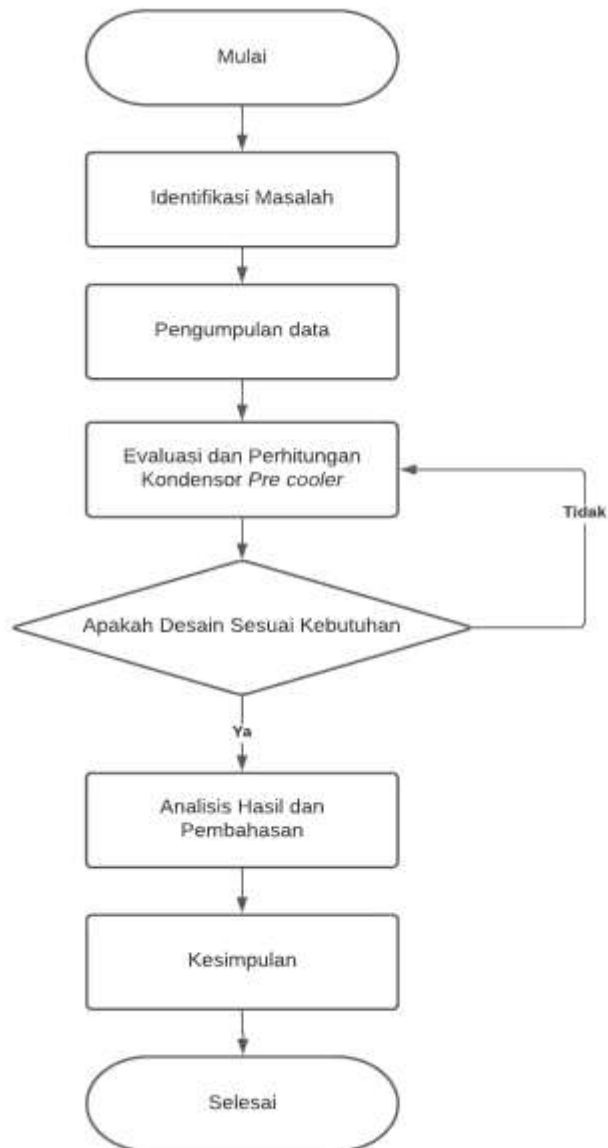 Mulai
Identifikasi Masalah
Pengumpulan data
Evaluasi dan Perhitungan
Kondensor Pre cooler
Tidak
Apakah Desain Sesuai Kebutuhan
Ya
Analisis Hasil dan
Pembahasan
Kesimpulan
Selesai